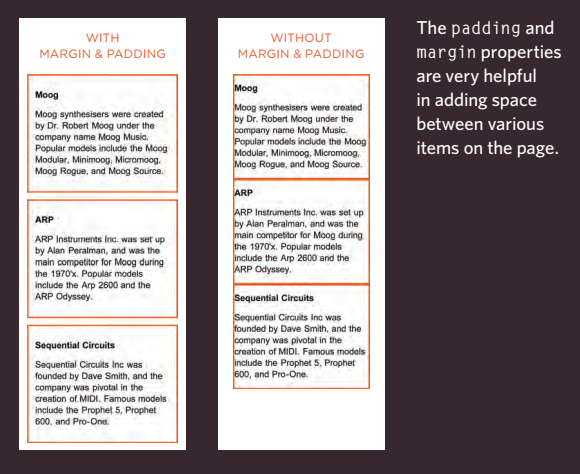 WITH
MARGIN & PADDING
Moog
Moog synthesisers were created
by Dr. Robert Moog under the
company name Moog Music.
Popular models include the Moog
Modular, Minimoog, Micromoog,
Moog Rogue, and Moog Source.
ARP
ARP Instruments Inc. was set up
by Alan Peralman, and was the
main competitor for Moog during
the 1970'x. Popular models
include the Arp 2600 and the
ARP Odyssey.
Sequential Circuits
Sequential Circuits Inc was
founded by Dave Smith, and the
company was pivotal in the
creation of MIDI. Famous models
include the Prophet 5, Prophet
600, and Pro-One.
WITHOUT
MARGIN & PADDING
Moog
Moog synthesisers were created
by Dr. Robert Moog under the
company name Moog Music.
Popular models include the Moog
Modular, Minimoog, Micromoog,
Moog Rogue, and Moog Source.
ARP
ARP Instruments Inc. was set up
by Alan Peralman, and was the
main competitor for Moog during
the 1970'x. Popular models
include the Arp 2600 and the
ARP Odyssey.
Sequential Circuits
Sequential Circuits Inc was
founded by Dave Smith, and the
company was pivotal in the
creation of MIDI. Famous models
include the Prophet 5, Prophet
600, and Pro-One.
The padding and
margin properties
are very helpful
in adding space
between various
items on the page.